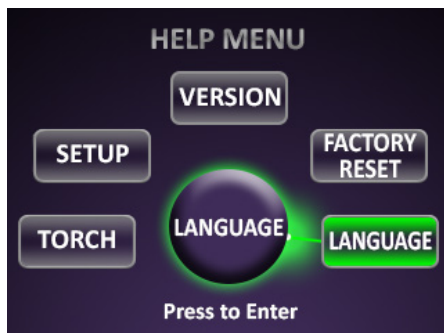 HELP MENU
VERSION
SETUP
FACTORY
RESET
TORCH
LANGUAGE
LANGUAGE
Press to Enter